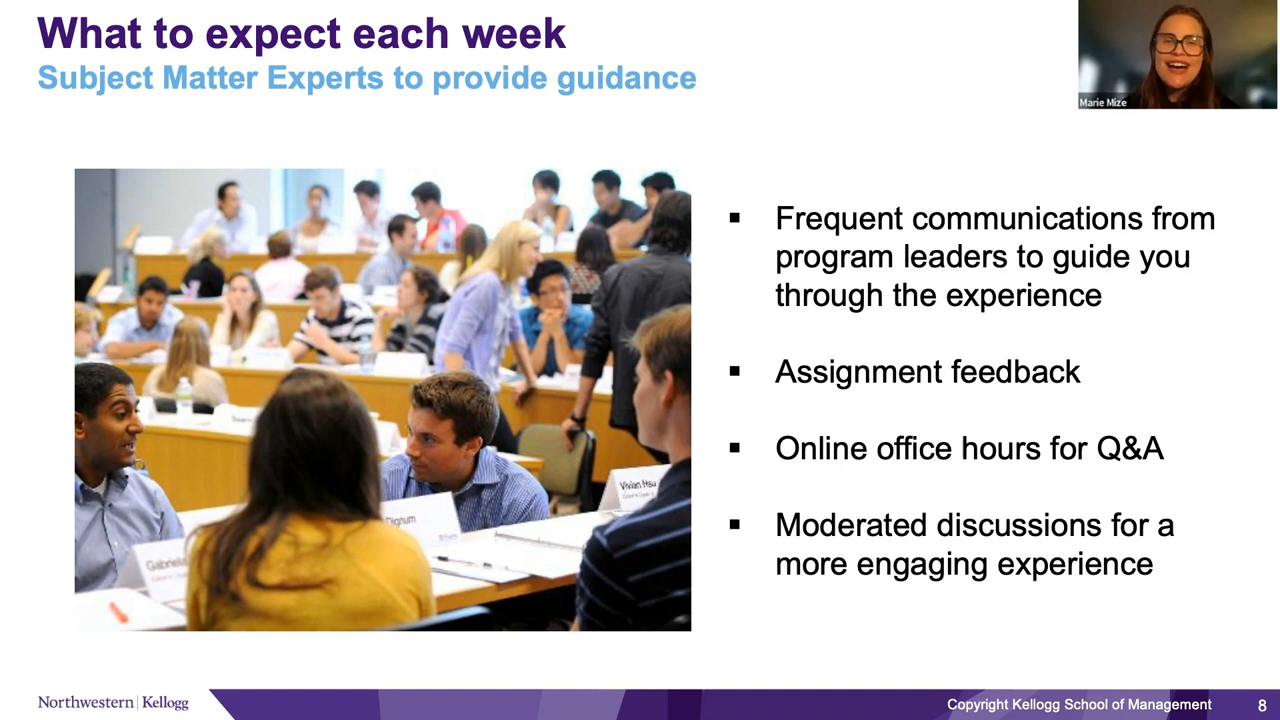 What to expect each week
Subject Matter Experts to provide guidance
Marie Mize
▪ Frequent communications from
program leaders to guide you
through the experience
▪ Assignment feedback
▪ Online office hours for Q&A
▪ Moderated discussions for a
more engaging experience
Vivian Hsu
Northwestern | Kellogg
Copyright Kellogg School of Management
8